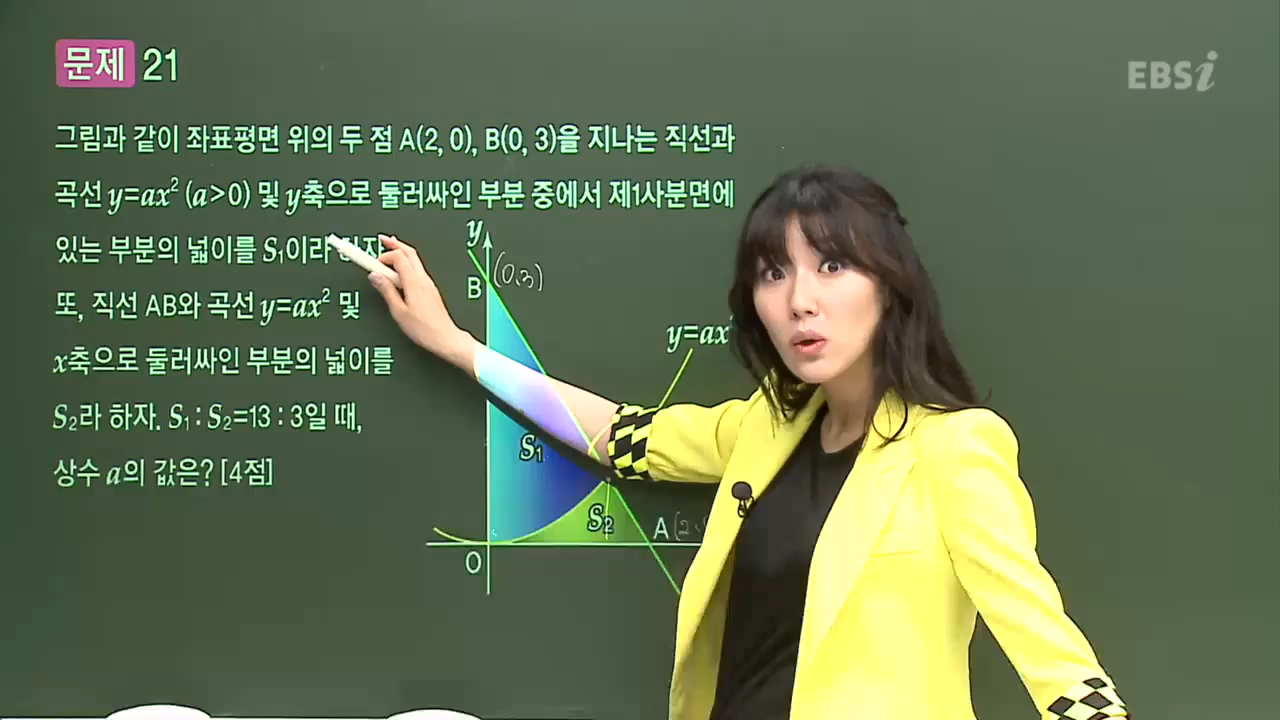 문제 21
EBSi
그림과 같이 좌표평면 위의 두 점 A(2, 0), B(0, 3)을 지나는 직선과
곡선 y=ax² (a>0) 및 y축으로 둘러싸인 부분 중에서 제1사분면에
있는 부분의 넓이를 S₁이라
또, 직선 AB와 곡선 y=ax² 및
x축으로 둘러싸인 부분의 넓이를
S₂라 하자. S₁ : S₂=13 : 3일 때,
상수 a의 값은? [4점]
y
B (0,3)
y=ax
S₁
S₂
A (2,
O